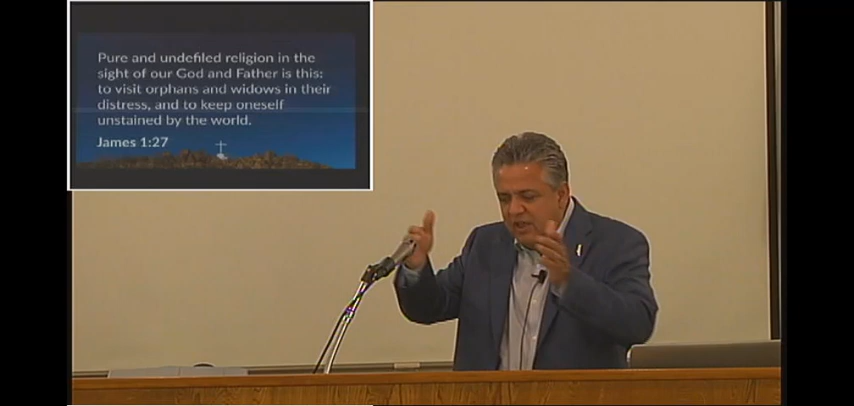 Pure and undefiled religion in the
sight of our God and Father is this:
to visit orphans and widows in their
distress, and to keep oneself
unstained by the world.
James 1:27